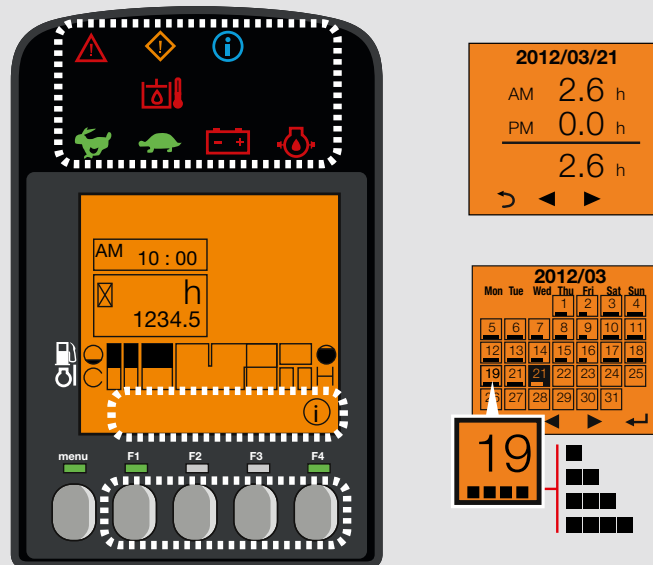 AM 10 : 00
h
1234.5
menu F1 F2 F3 F4
2012/03/21
AM 2.6 h
PM 0.0 h
2.6 h
2012/03
Mon Tue Wed Thu Fri Sat Sun
1 2 3 4
5 6 7 8 9 10 11
12 13 14 15 16 17 18
19 21 21 22 23 24 25
26 27 28 29 30 31
19